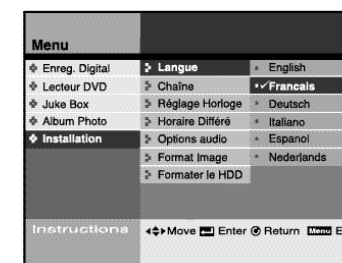 Menu
Enreg. Digital
Lecteur DVD
Juke Box
Album Photo
Installation
Langue
Chaîne
Réglage Horloge
Horaire Différé
Options audio
Format Image
Formater le HDD
English
Francais
Deutsch
Italiano
Espanol
Nederlands
Instructions
Move Enter Return Menu E